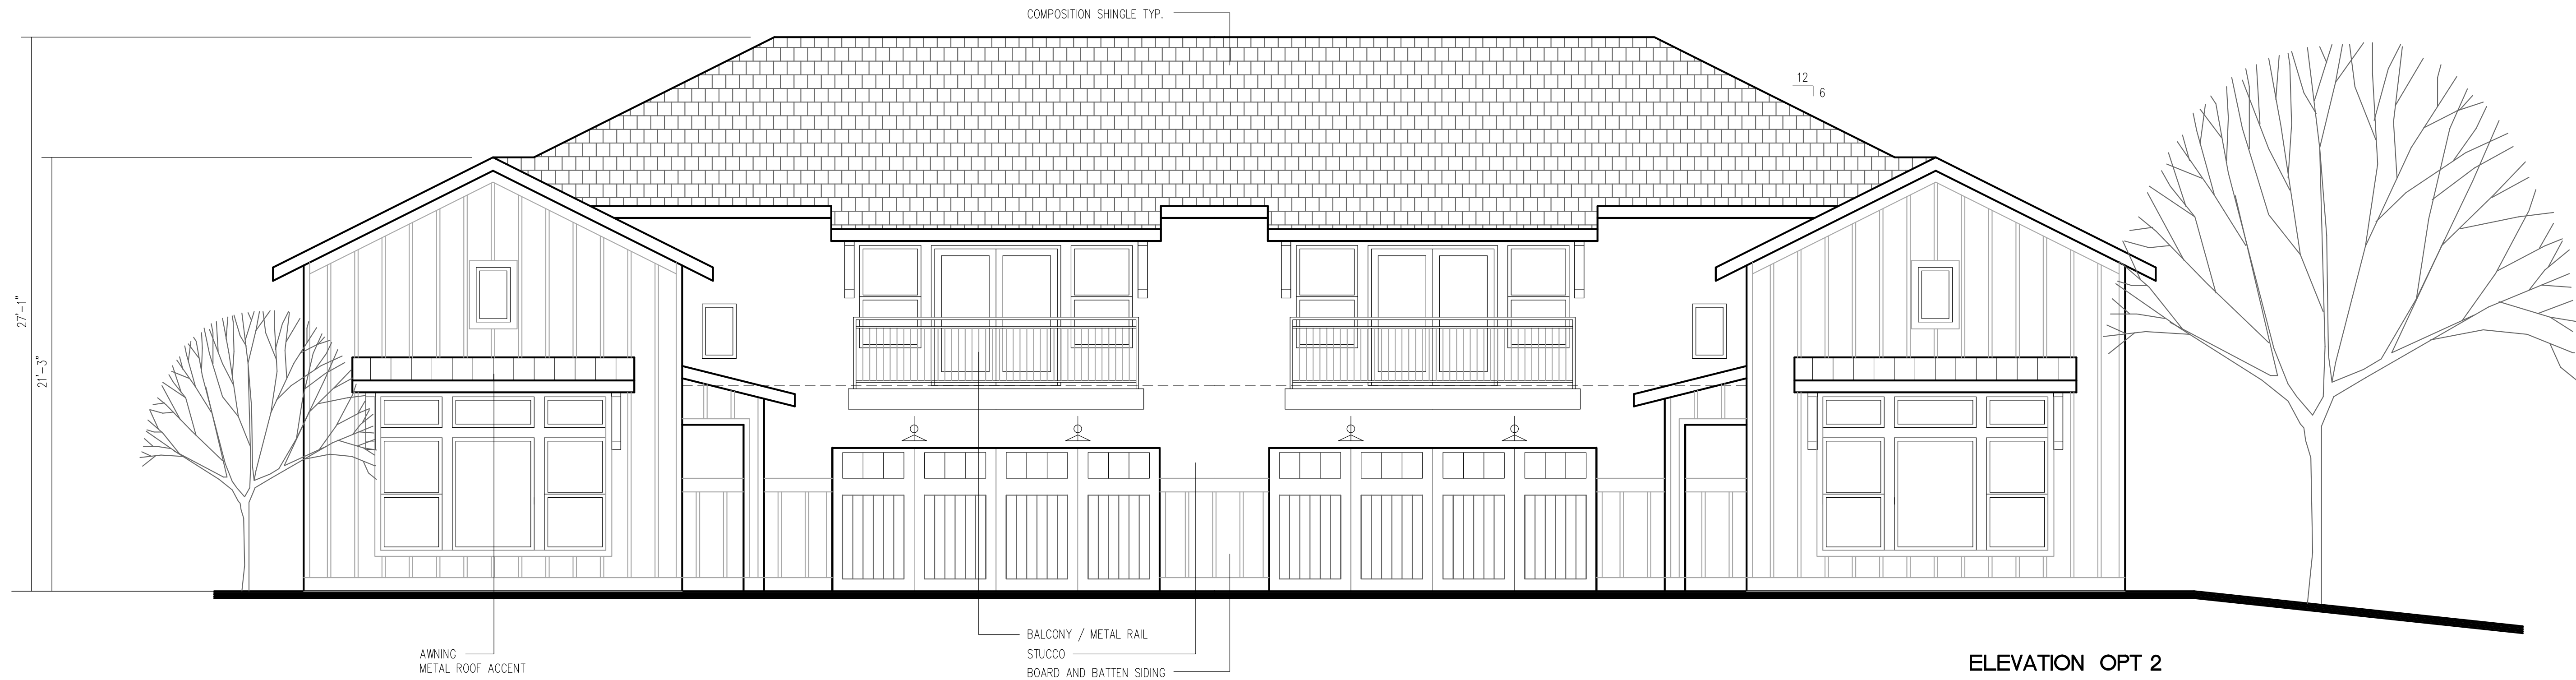 COMPOSITION SHINGLE TYP.
12
6
27'-1"
21'-3"
AWNING
METAL ROOF ACCENT
BALCONY / METAL RAIL
STUCCO
BOARD AND BATTEN SIDING
ELEVATION OPT 2